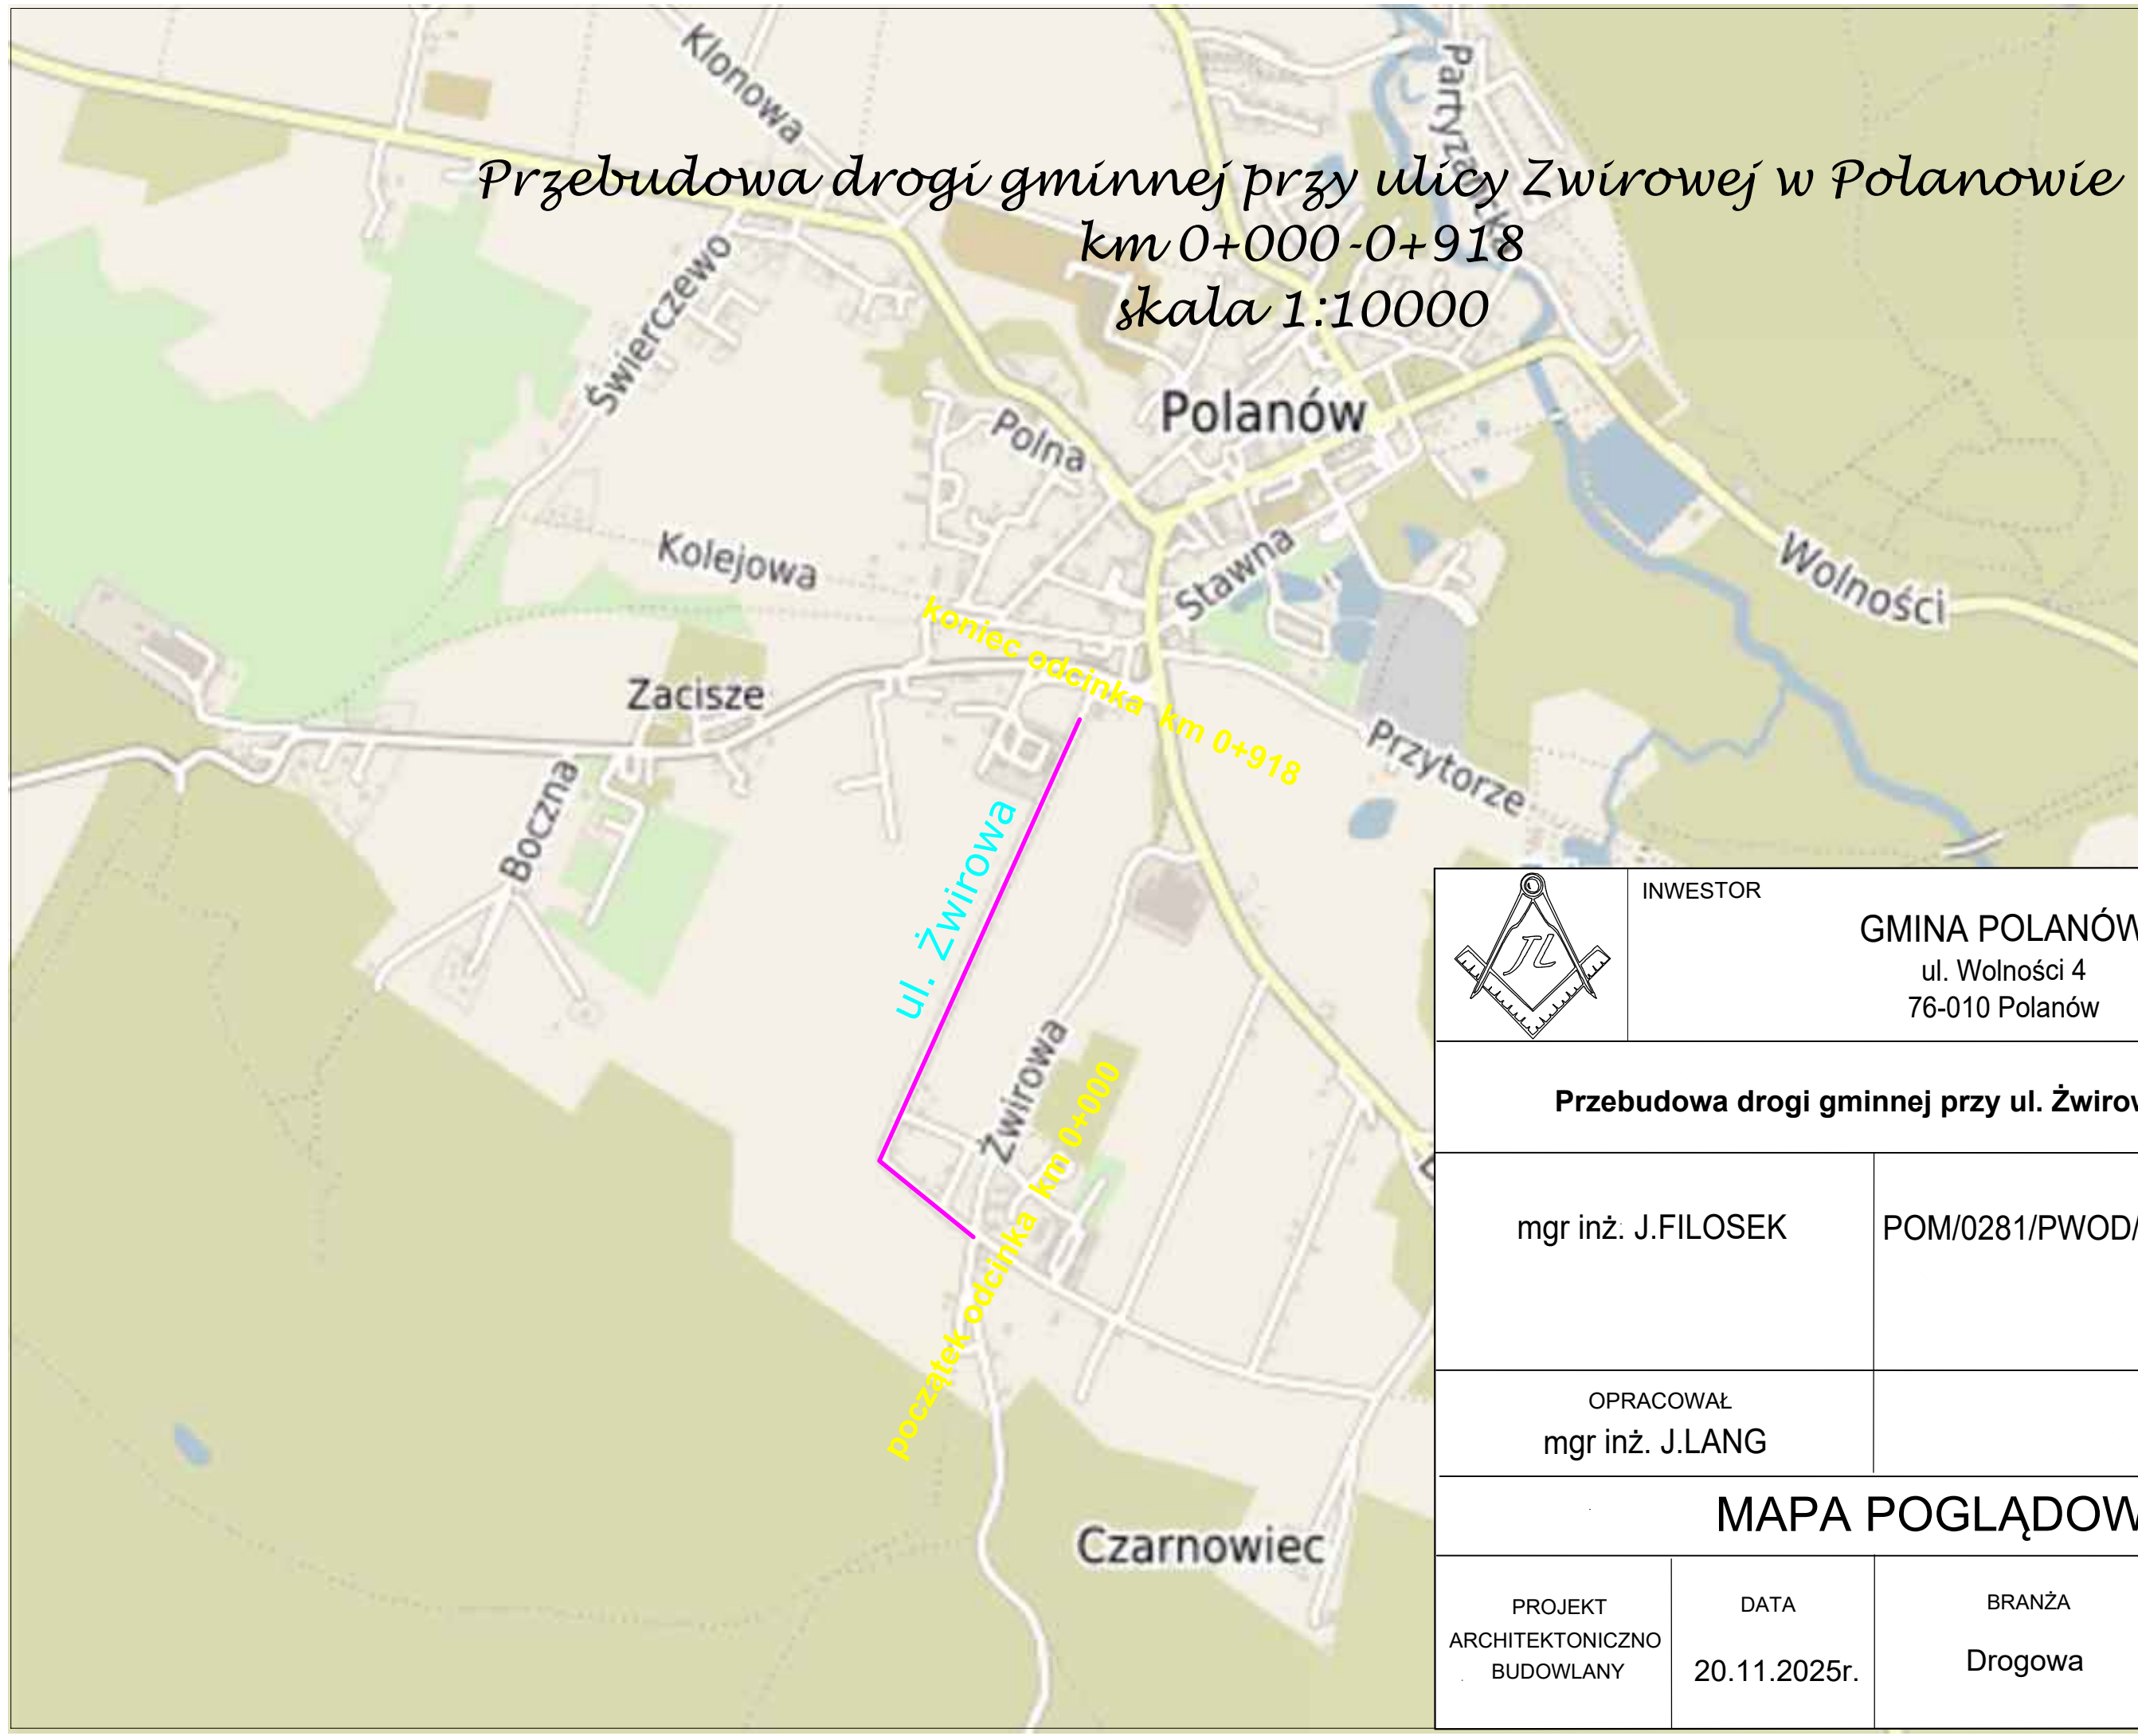 Klonowa
Partyzantka
Przebudowa drogi gminnej przy ulicy Zwirowej w Polanowie
km 0+000-0+918
skala 1:10000
Świerczewo
Polanów
Polna
Kolejowa
Stawna
Wolności
koniec odcinka km 0+918
Zacisze
Przytorze
Boczna
ul. Żwirowa
Żwirowa
początek odcinka km 0+000
Czarnowiec
JL
INWESTOR
GMINA POLANÓW
ul. Wolności 4
76-010 Polanów
Przebudowa drogi gminnej przy ul. Żwirow
mgr inż. J.FILOSEK
POM/0281/PWOD/
OPRACOWAŁ
mgr inż. J.LANG
MAPA POGLĄDOW
PROJEKT
ARCHITEKTONICZNO
BUDOWLANY
DATA
20.11.2025r.
BRANŻA
Drogowa